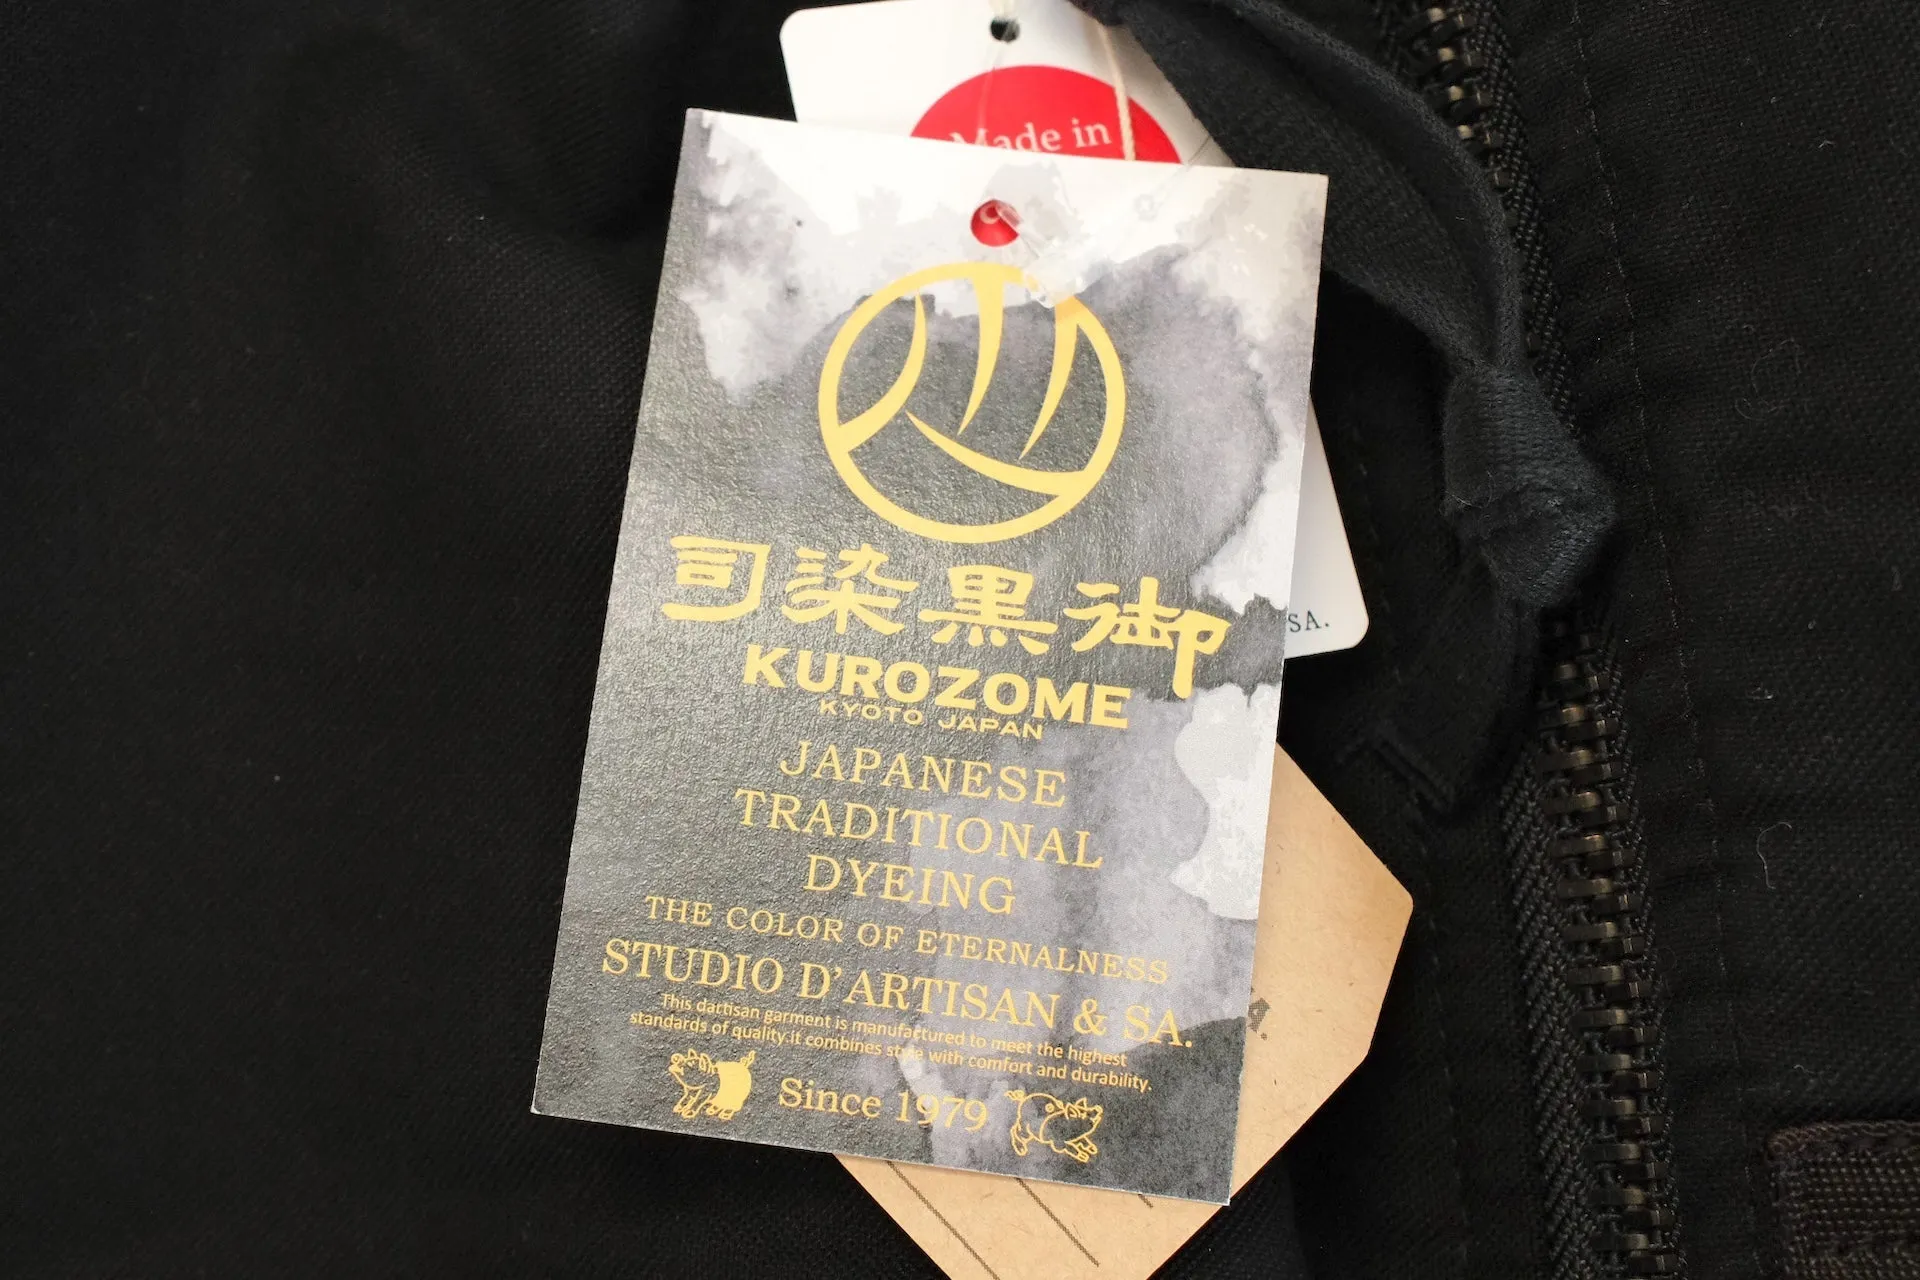 Made in
司染黒御
KUROZOME
KYOTO JAPAN
JAPANESE
TRADITIONAL
DYEING
THE COLOR OF ETERNALNESS
STUDIO D'ARTISAN & SA.
This dartisan garment is manufactured to meet the highest
standards of quality.it combines style with comfort and durability.
Since 1979
SA.